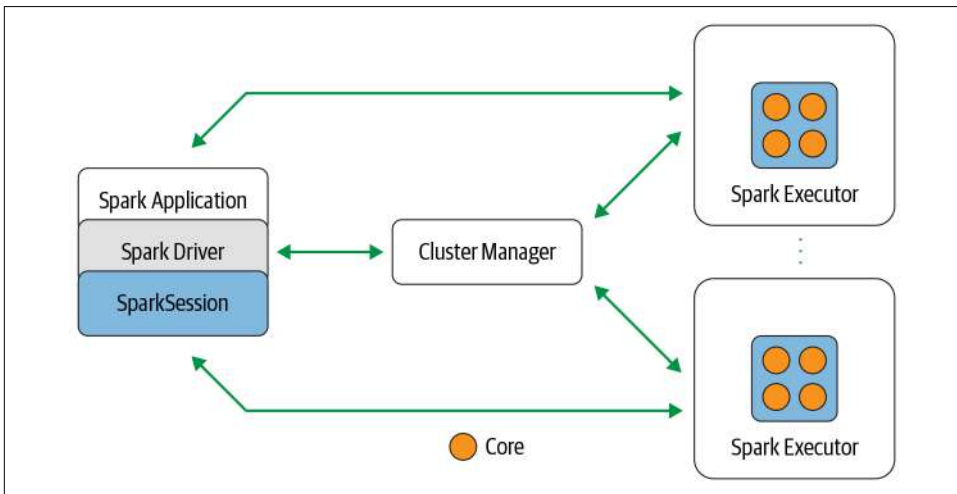 Spark Application
Spark Driver
SparkSession
Cluster Manager
Spark Executor
Spark Executor
Core